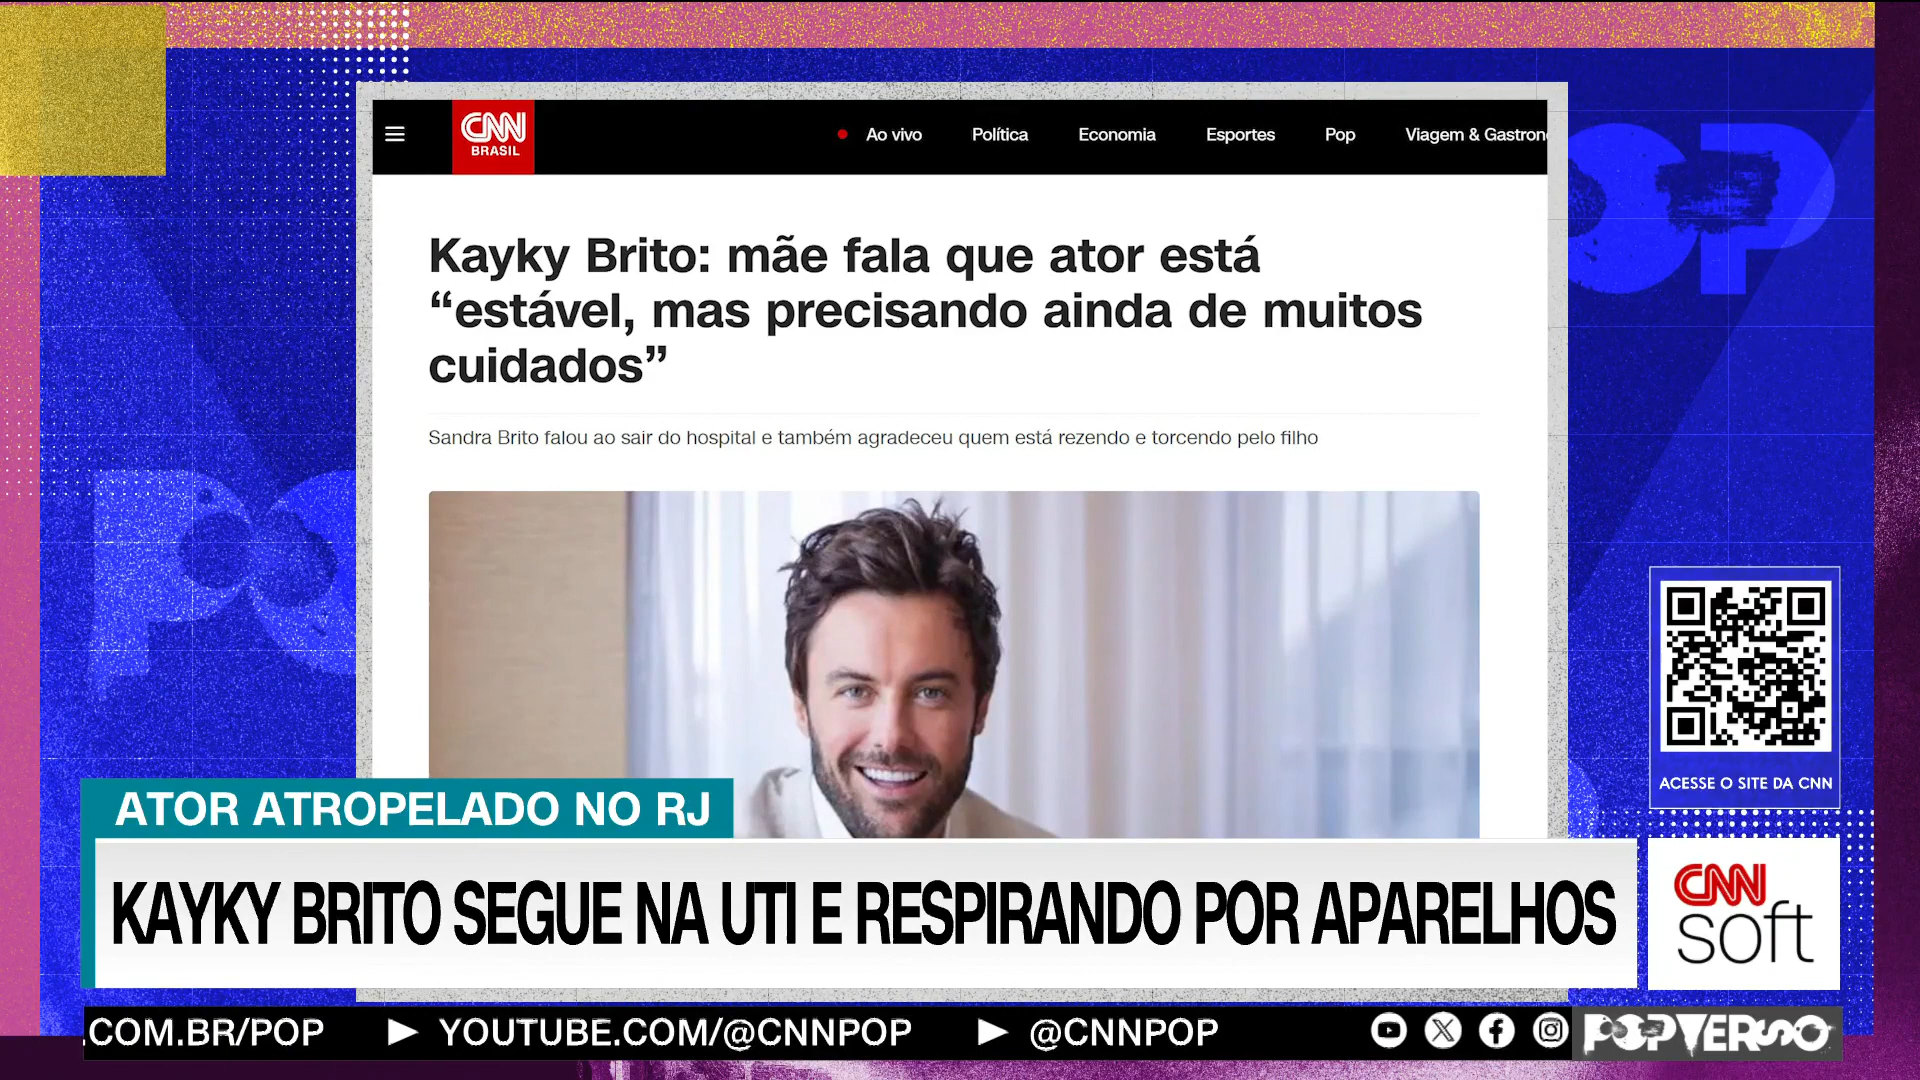 CNN
BRASIL
Ao vivo Política Economia Esportes Pop Viagem & Gastron
Kayky Brito: mãe fala que ator está
“estável, mas precisando ainda de muitos
cuidados”
Sandra Brito falou ao sair do hospital e também agradeceu quem está rezendo e torcendo pelo filho
ACESSE O SITE DA CNN
ATOR ATROPELADO NO RJ
KAYKY BRITO SEGUE NA UTI E RESPIRANDO POR APARELHOS
CNN
soft
.COM.BR/POP YOUTUBE.COM/@CNNPOP @CNNPOP
POPVERSO